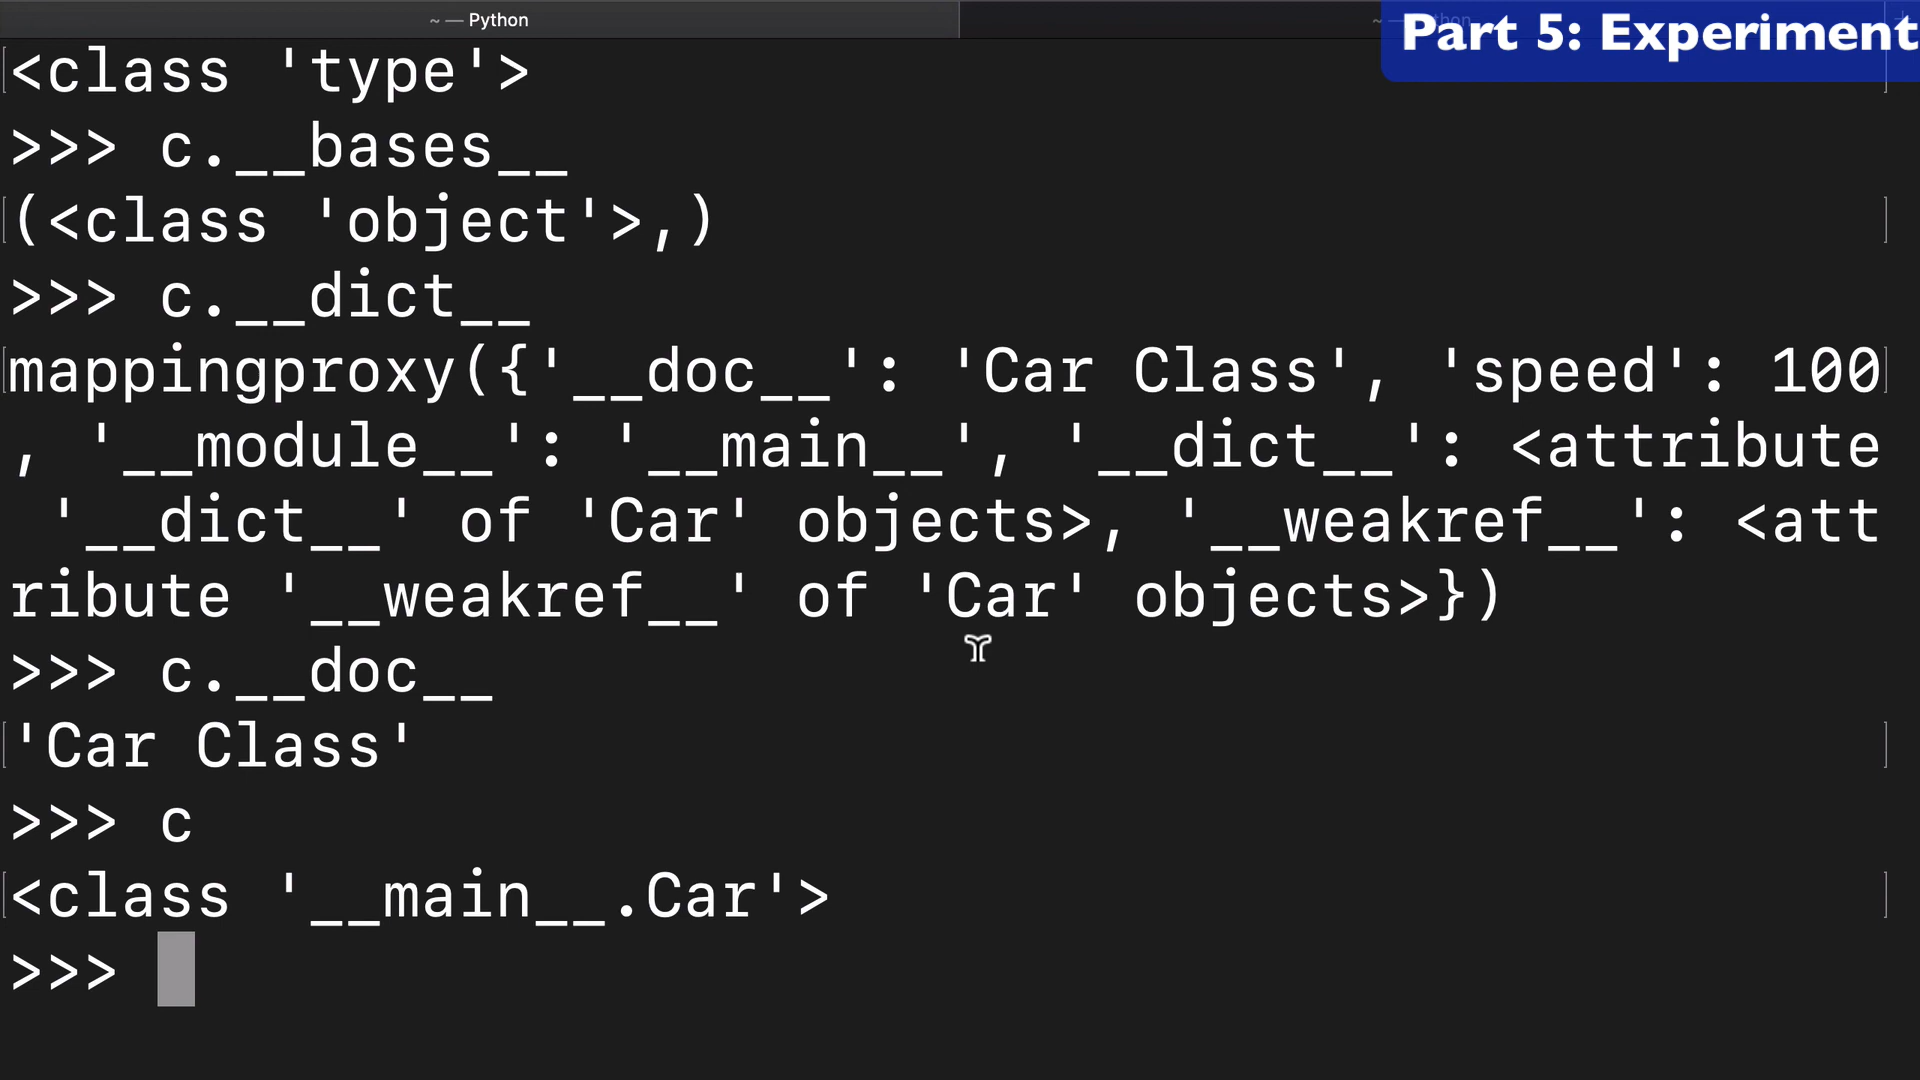 ~ — Python
Part 5: Experiment
<class 'type'>
>>> c.__bases__
(<class 'object'>,)
>>> c.__dict__
mappingproxy({'__doc__': 'Car Class', 'speed': 100
, '__module__': '__main__', '__dict__': <attribute
 '__dict__' of 'Car' objects>, '__weakref__': <att
ribute '__weakref__' of 'Car' objects>})
>>> c.__doc__
'Car Class'
>>> c
<class '__main__.Car'>
>>>